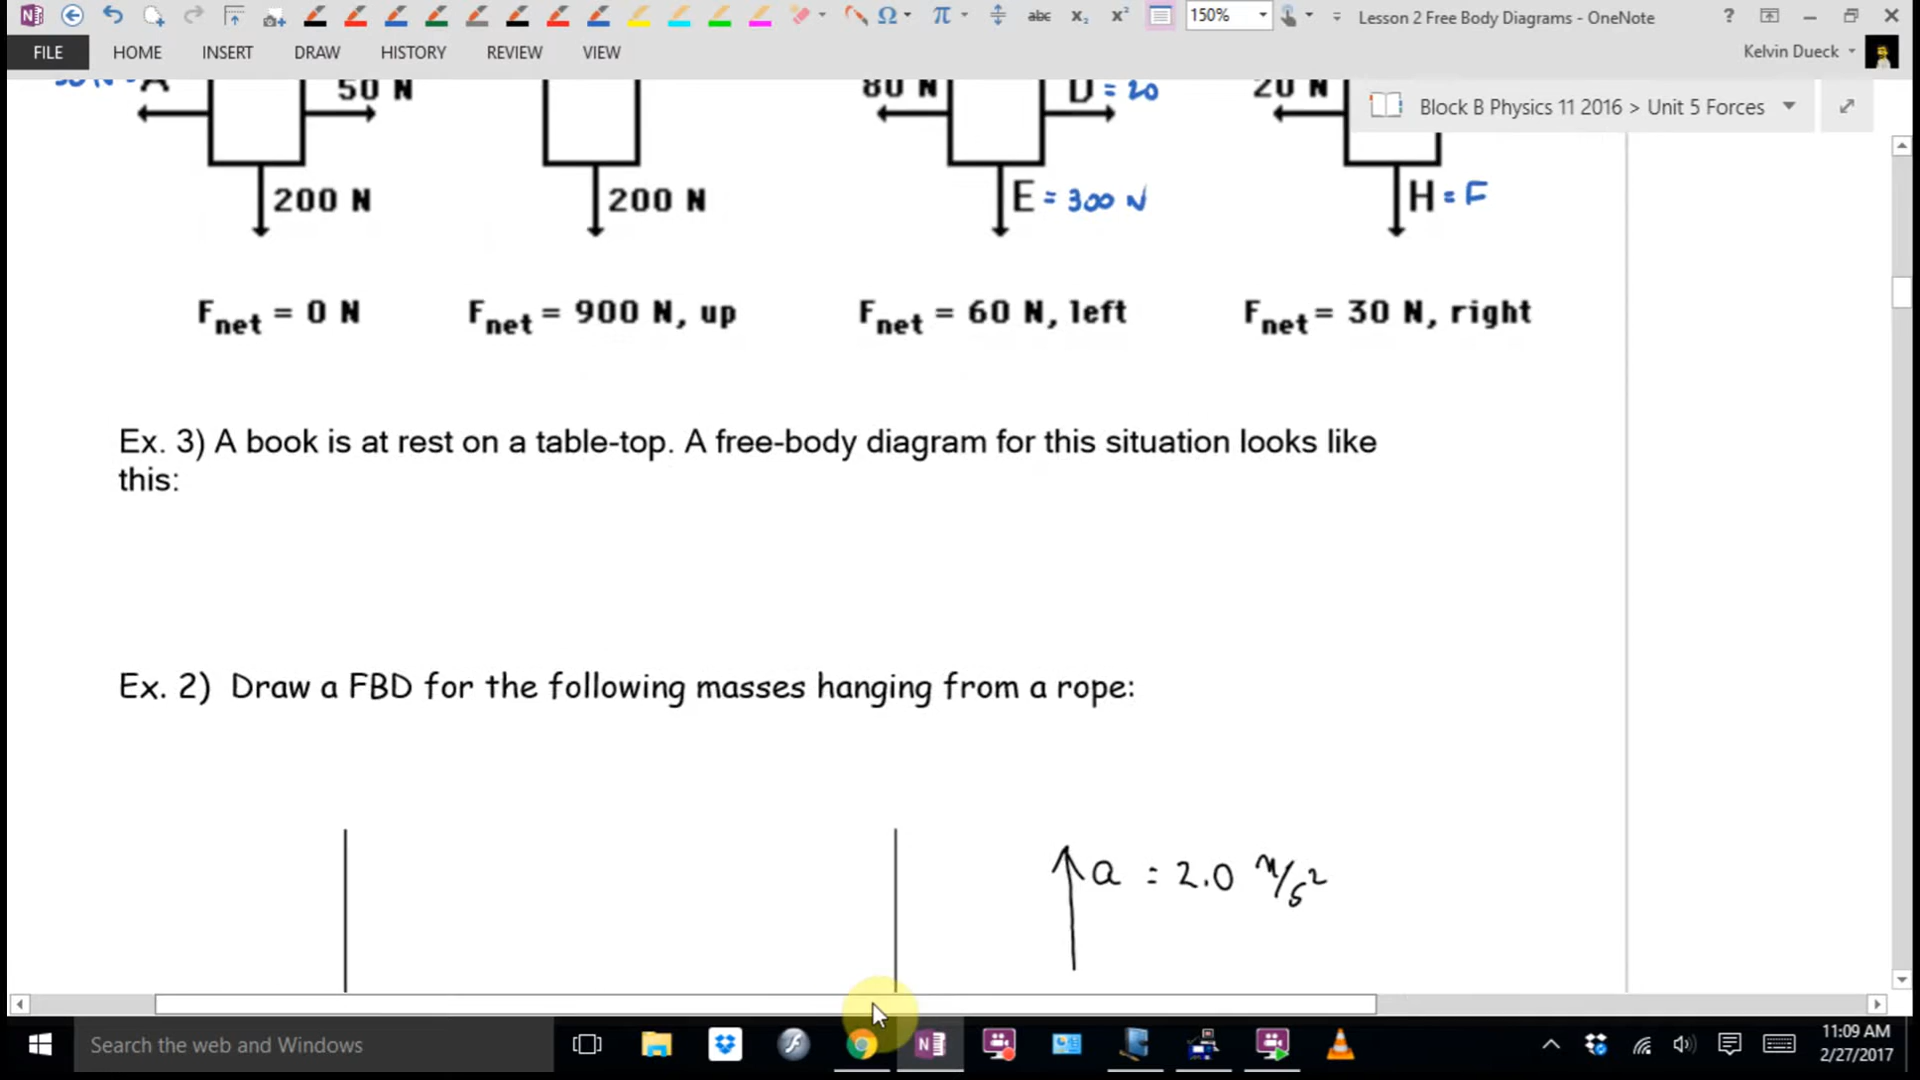 150%
Lesson 2 Free Body Diagrams - OneNote
?
FILE HOME INSERT DRAW HISTORY REVIEW VIEW
Kelvin Dueck
Block B Physics 11 2016 > Unit 5 Forces
A 50 N 80 N D = 20 20 N
200 N 200 N E = 300 N H = F
Fnet = 0 N Fnet = 900 N, up Fnet = 60 N, left Fnet = 30 N, right
Ex. 3) A book is at rest on a table-top. A free-body diagram for this situation looks like
this:
Ex. 2) Draw a FBD for the following masses hanging from a rope:
a = 2.0 m/s²
Search the web and Windows
11:09 AM
2/27/2017